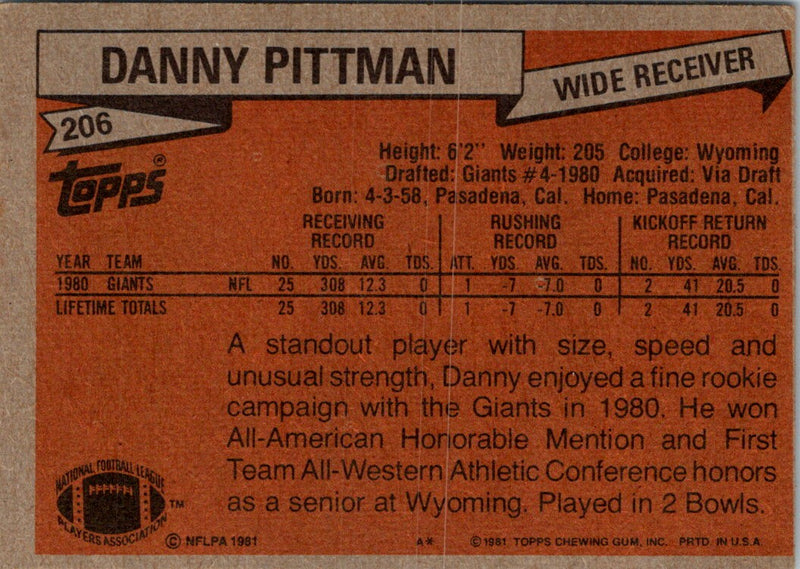 DANNY PITTMAN
WIDE RECEIVER
206
topps®
Height: 6'2" Weight: 205 College: Wyoming
Drafted: Giants #4-1980 Acquired: Via Draft
Born: 4-3-58, Pasadena, Cal. Home: Pasadena, Cal.
RECEIVING RECORD RUSHING RECORD KICKOFF RETURN RECORD
YEAR TEAM NO. YDS. AVG. TDS. ATT. YDS. AVG. TDS. NO. YDS. AVG. TDS.
1980 GIANTS NFL 25 308 12.3 0 1 -7 -7.0 0 2 41 20.5 0
LIFETIME TOTALS 25 308 12.3 0 1 -7 -7.0 0 2 41 20.5 0
A standout player with size, speed and
unusual strength, Danny enjoyed a fine rookie
campaign with the Giants in 1980. He won
All-American Honorable Mention and First
Team All-Western Athletic Conference honors
as a senior at Wyoming. Played in 2 Bowls.
NATIONAL FOOTBALL LEAGUE
PLAYERS ASSOCIATION
™
© NFLPA 1981 A* © 1981 TOPPS CHEWING GUM, INC. PRTD. IN U.S.A.